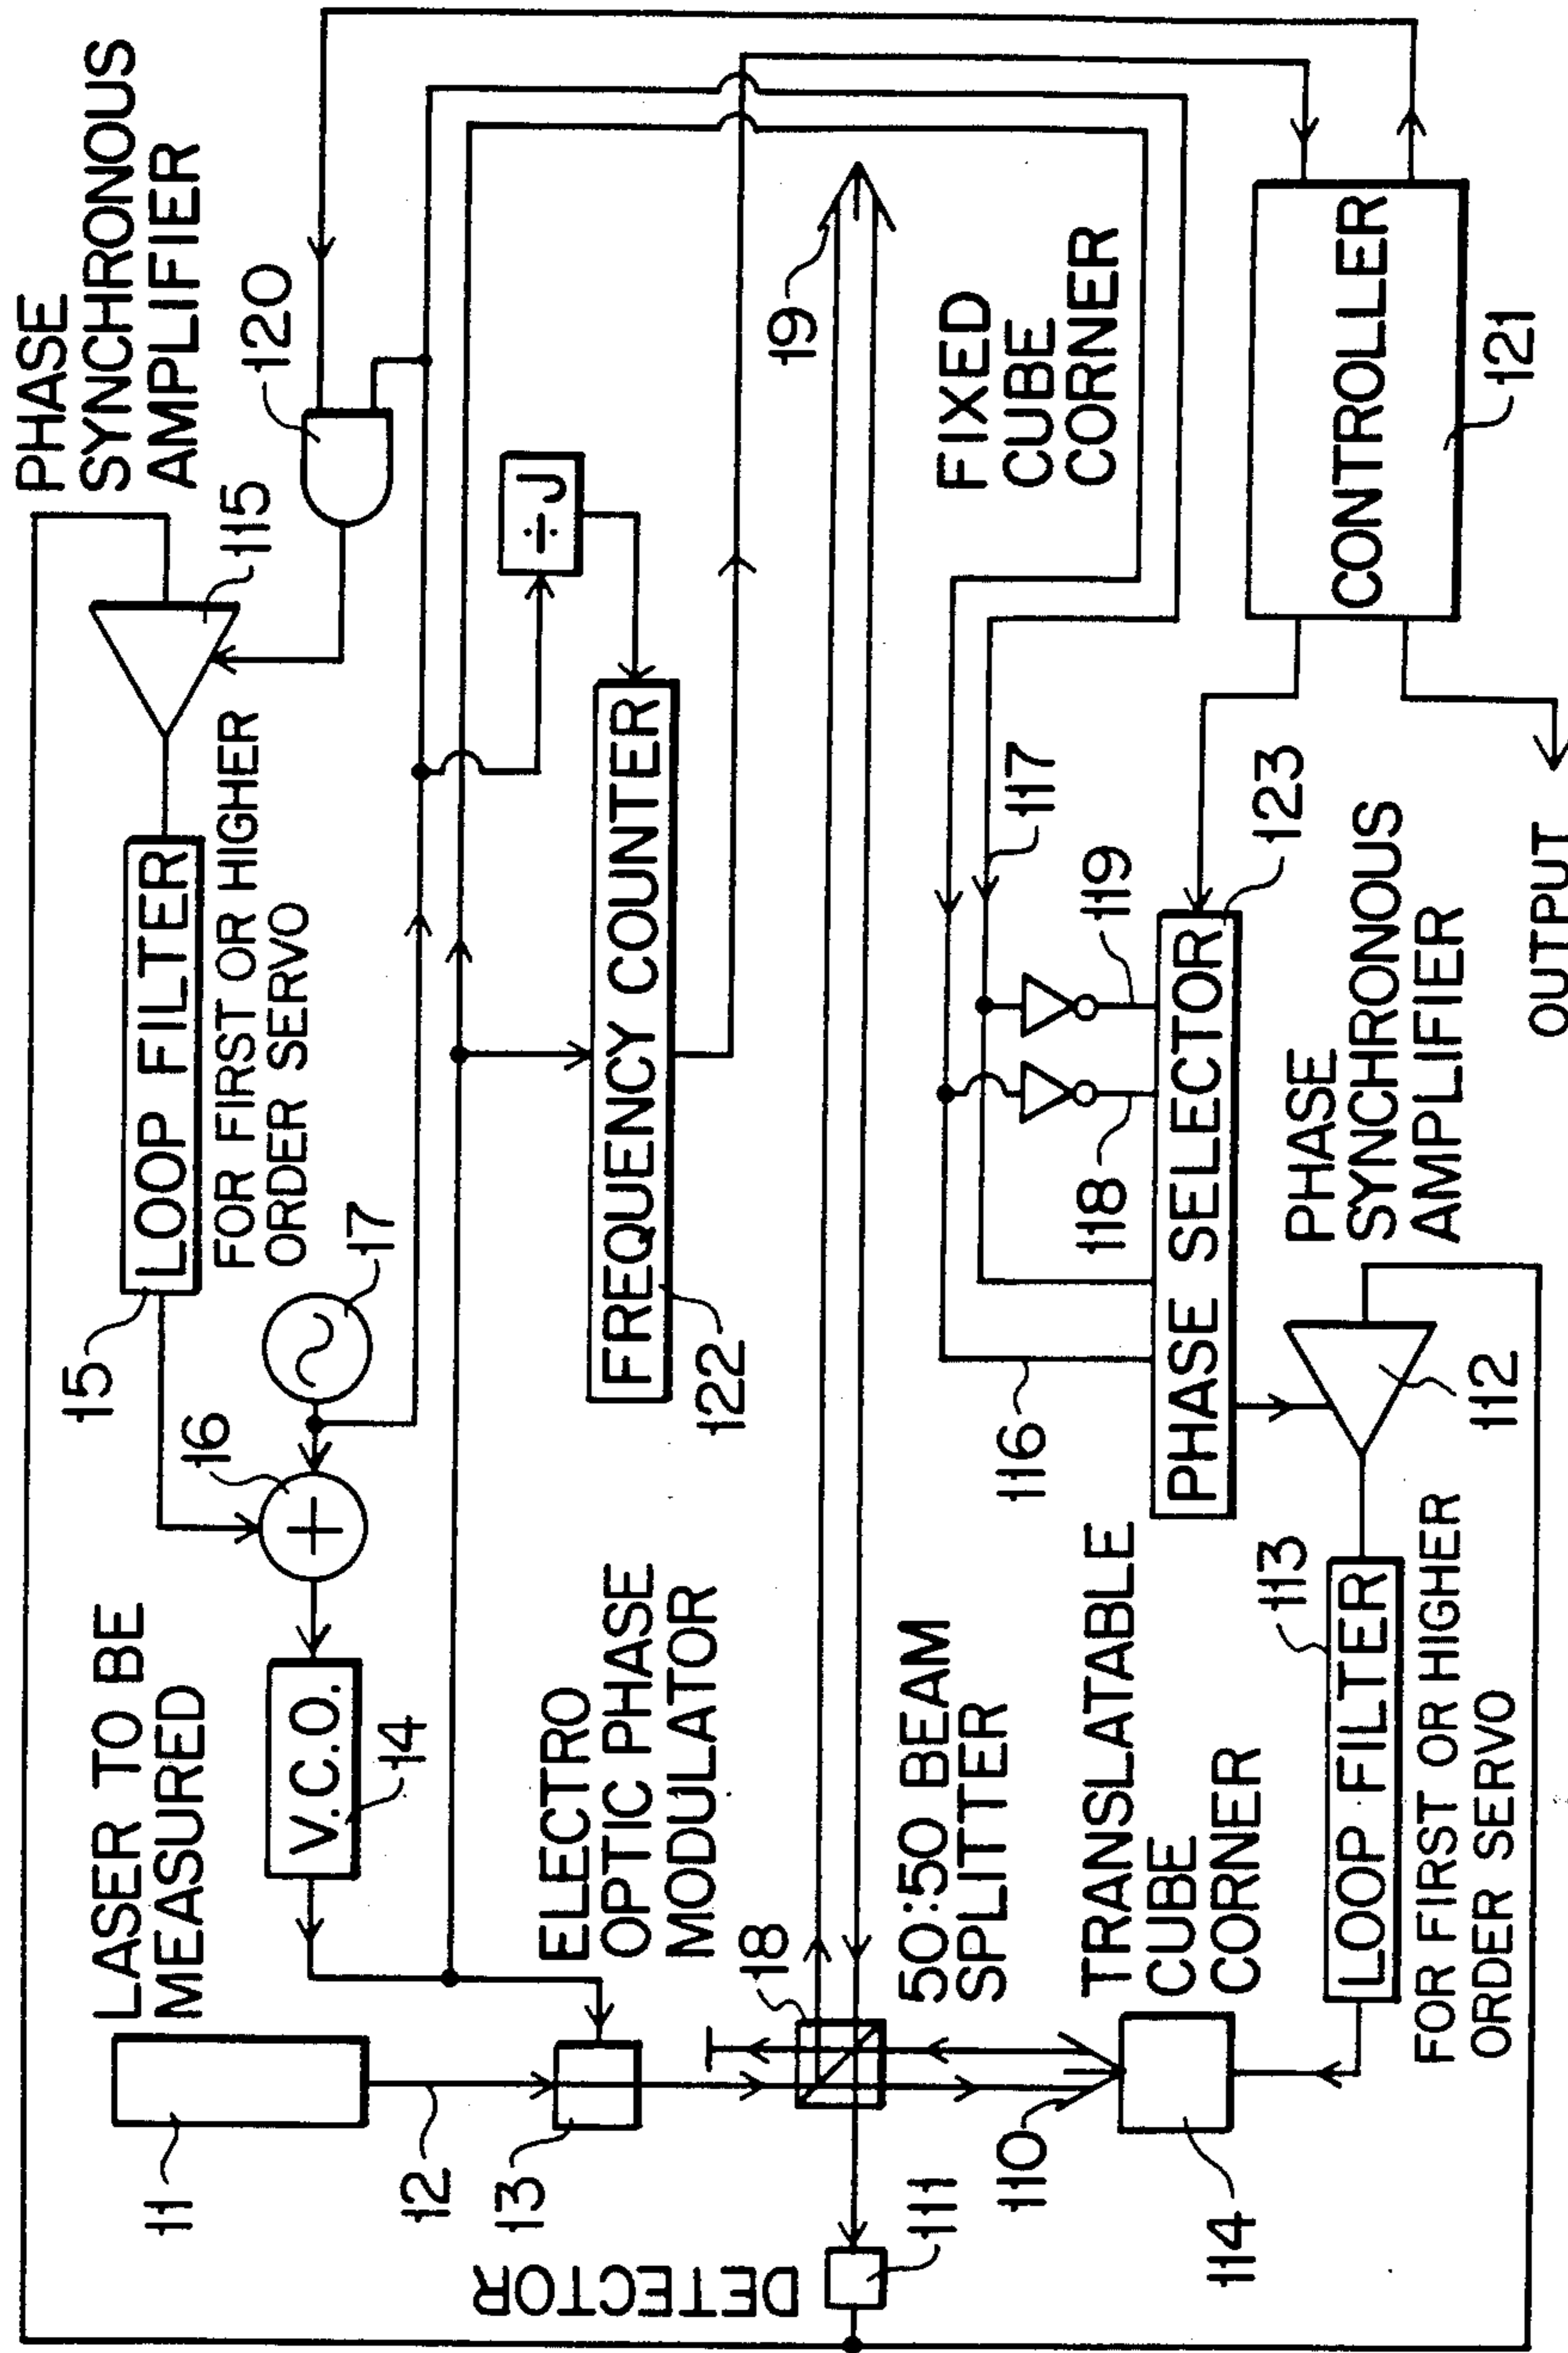 LASER TO BE
MEASURED
11
12
13
V.C.O.
14
16
17
15
LOOP FILTER
FOR FIRST OR HIGHER
ORDER SERVO
PHASE
SYNCHRONOUS
AMPLIFIER
115
120
÷J
FREQUENCY COUNTER
122
ELECTRO
OPTIC PHASE
MODULATOR
18
19
DETECTOR
111
50:50 BEAM
SPLITTER
FIXED
CUBE
CORNER
110
TRANSLATABLE
CUBE
CORNER
114
116
117
118
119
PHASE SELECTOR
123
CONTROLLER
121
113
LOOP FILTER
FOR FIRST OR HIGHER
ORDER SERVO
112
PHASE
SYNCHRONOUS
AMPLIFIER
OUTPUT